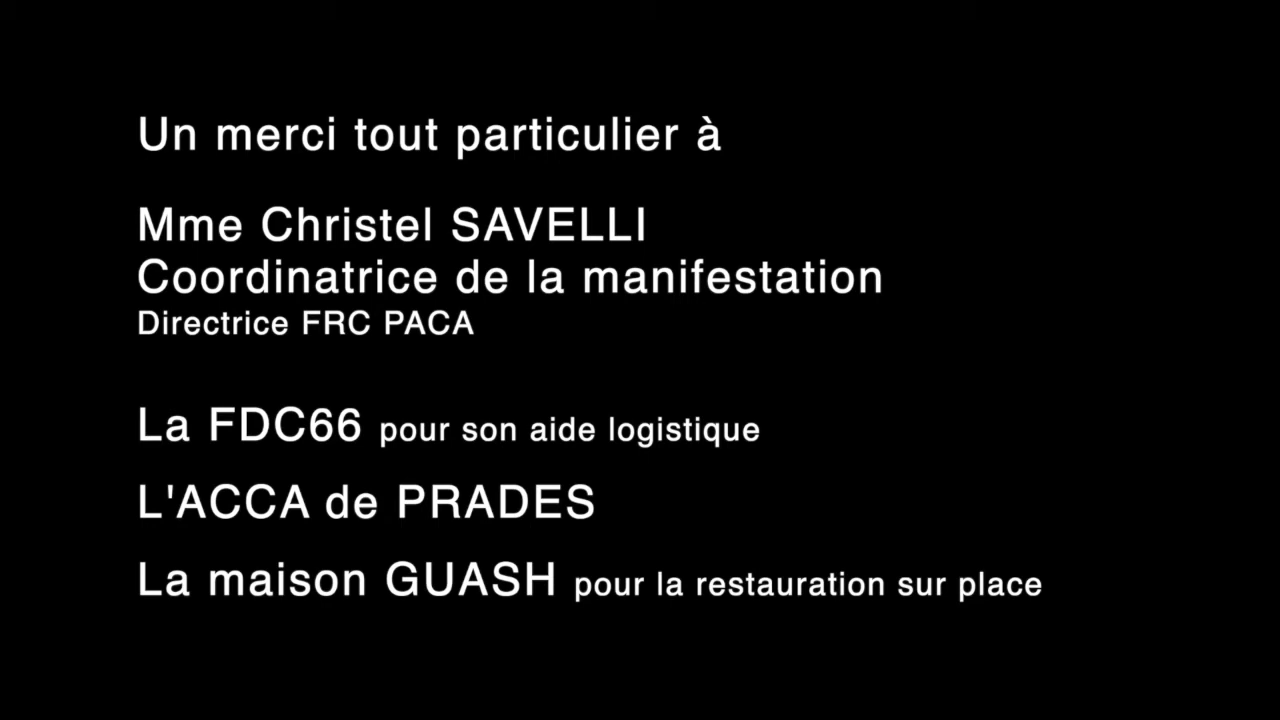 Un merci tout particulier à
Mme Christel SAVELLI
Coordinatrice de la manifestation
Directrice FRC PACA
La FDC66 pour son aide logistique
L'ACCA de PRADES
La maison GUASH pour la restauration sur place